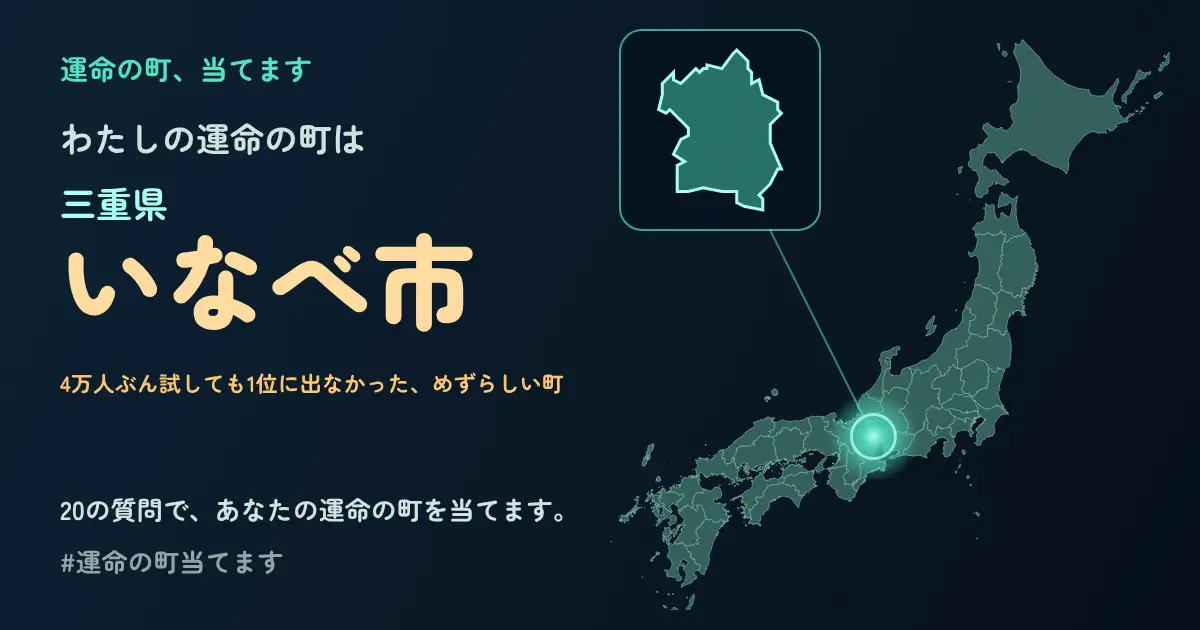 運命の町、当てます
わたしの運命の町は
三重県
いなべ市
4万人ぶん試しても1位に出なかった、めずらしい町
20の質問で、あなたの運命の町を当てます。
#運命の町当てます